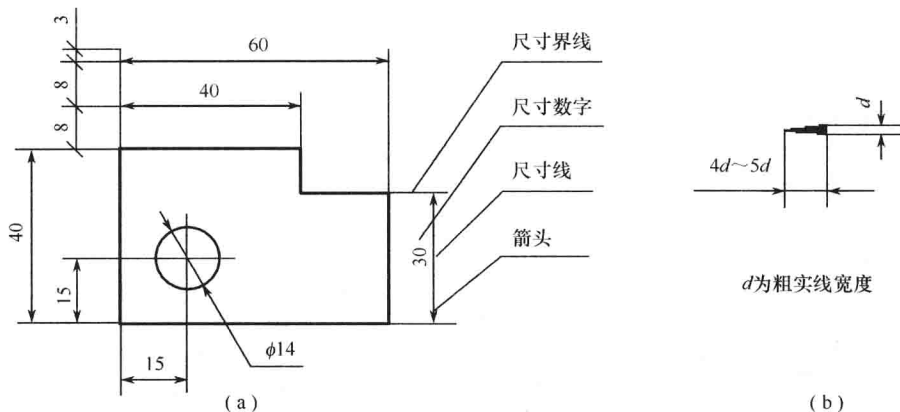 3
60
尺寸界线
8
40
尺寸数字
d
8
4d～5d
尺寸线
40
箭头
30
15
d为粗实线宽度
φ14
15
(a)
(b)